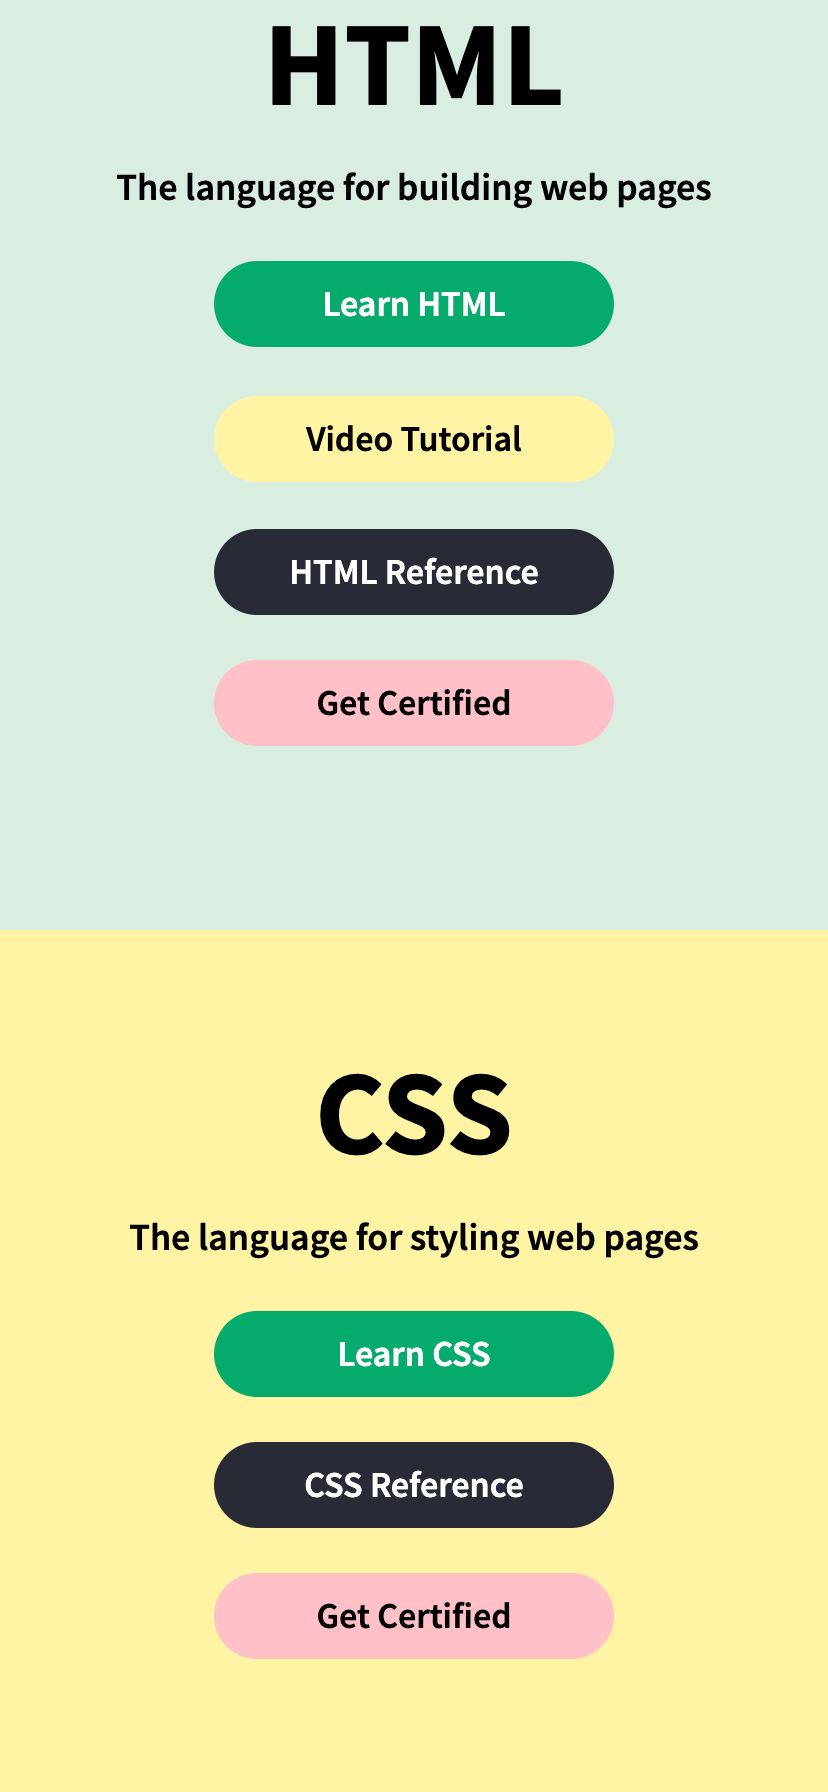 HTML
The language for building web pages
Learn HTML
Video Tutorial
HTML Reference
Get Certified
CSS
The language for styling web pages
Learn CSS
CSS Reference
Get Certified